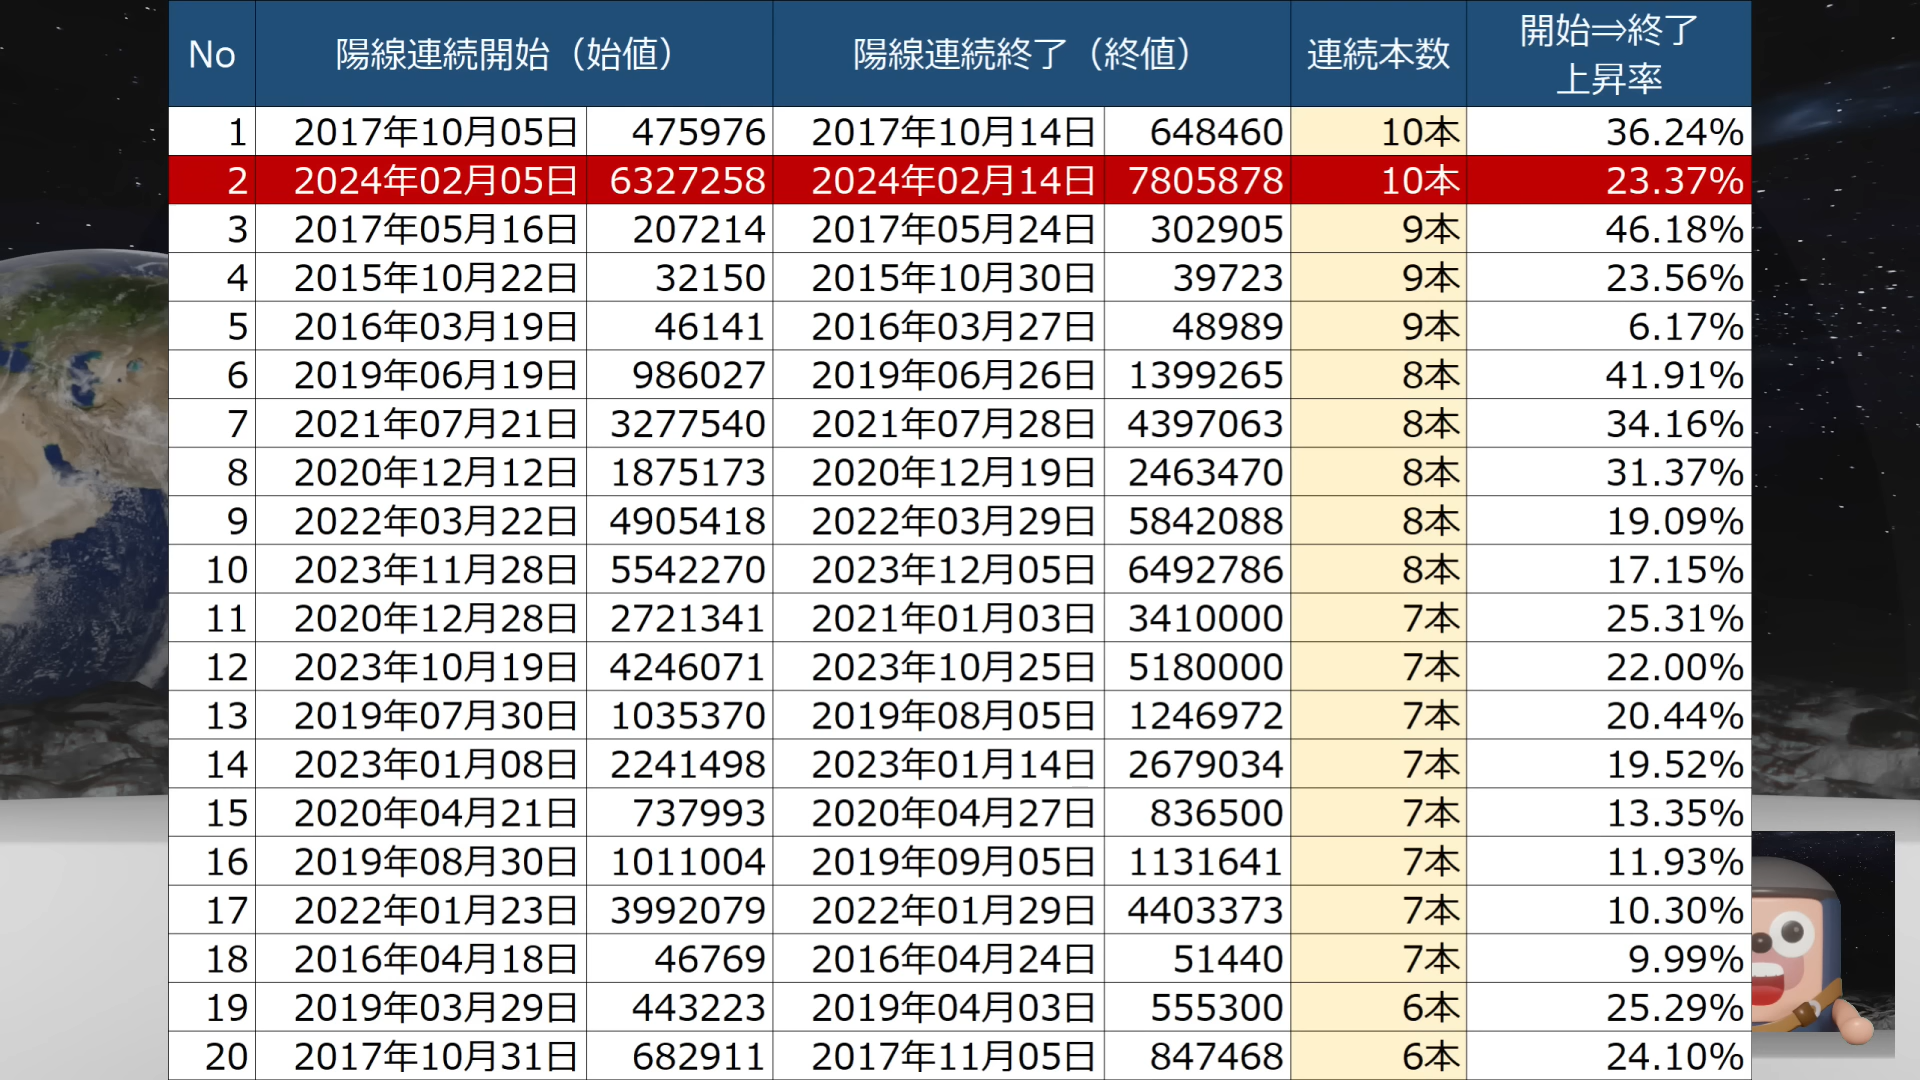 No 陽線連続開始（始値） 陽線連続終了（終値） 連続本数 開始⇒終了
上昇率
1 2017年10月05日 475976 2017年10月14日 648460 10本 36.24%
2 2024年02月05日 6327258 2024年02月14日 7805878 10本 23.37%
3 2017年05月16日 207214 2017年05月24日 302905 9本 46.18%
4 2015年10月22日 32150 2015年10月30日 39723 9本 23.56%
5 2016年03月19日 46141 2016年03月27日 48989 9本 6.17%
6 2019年06月19日 986027 2019年06月26日 1399265 8本 41.91%
7 2021年07月21日 3277540 2021年07月28日 4397063 8本 34.16%
8 2020年12月12日 1875173 2020年12月19日 2463470 8本 31.37%
9 2022年03月22日 4905418 2022年03月29日 5842088 8本 19.09%
10 2023年11月28日 5542270 2023年12月05日 6492786 8本 17.15%
11 2020年12月28日 2721341 2021年01月03日 3410000 7本 25.31%
12 2023年10月19日 4246071 2023年10月25日 5180000 7本 22.00%
13 2019年07月30日 1035370 2019年08月05日 1246972 7本 20.44%
14 2023年01月08日 2241498 2023年01月14日 2679034 7本 19.52%
15 2020年04月21日 737993 2020年04月27日 836500 7本 13.35%
16 2019年08月30日 1011004 2019年09月05日 1131641 7本 11.93%
17 2022年01月23日 3992079 2022年01月29日 4403373 7本 10.30%
18 2016年04月18日 46769 2016年04月24日 51440 7本 9.99%
19 2019年03月29日 443223 2019年04月03日 555300 6本 25.29%
20 2017年10月31日 682911 2017年11月05日 847468 6本 24.10%